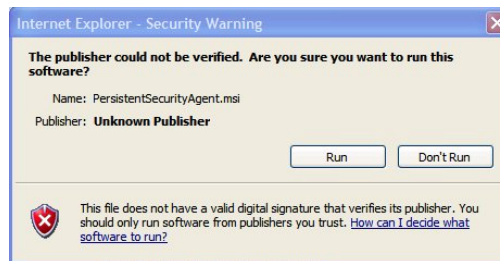 Internet Explorer - Security Warning
The publisher could not be verified. Are you sure you want to run this
software?
Name: PersistentSecurityAgent.msi
Publisher: Unknown Publisher
Run Don't Run
This file does not have a valid digital signature that verifies its publisher. You
should only run software from publishers you trust. How can I decide what
software to run?